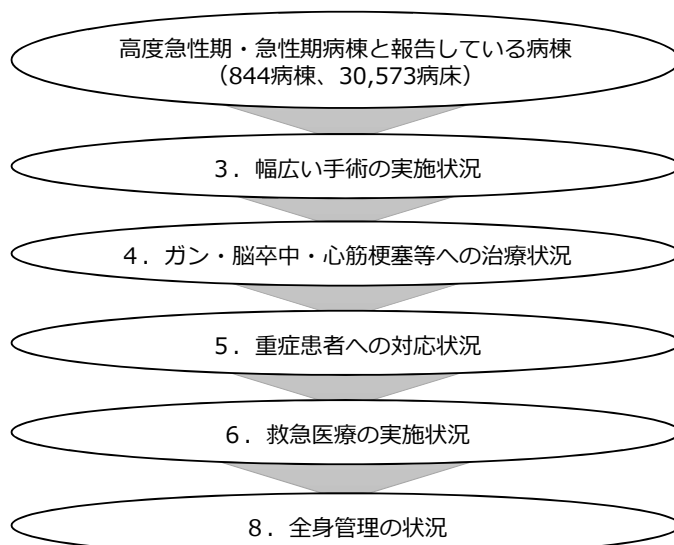 高度急性期・急性期病棟と報告している病棟
（844病棟、30,573病床）
3．幅広い手術の実施状況
4．ガン・脳卒中・心筋梗塞等への治療状況
5．重症患者への対応状況
6．救急医療の実施状況
8．全身管理の状況